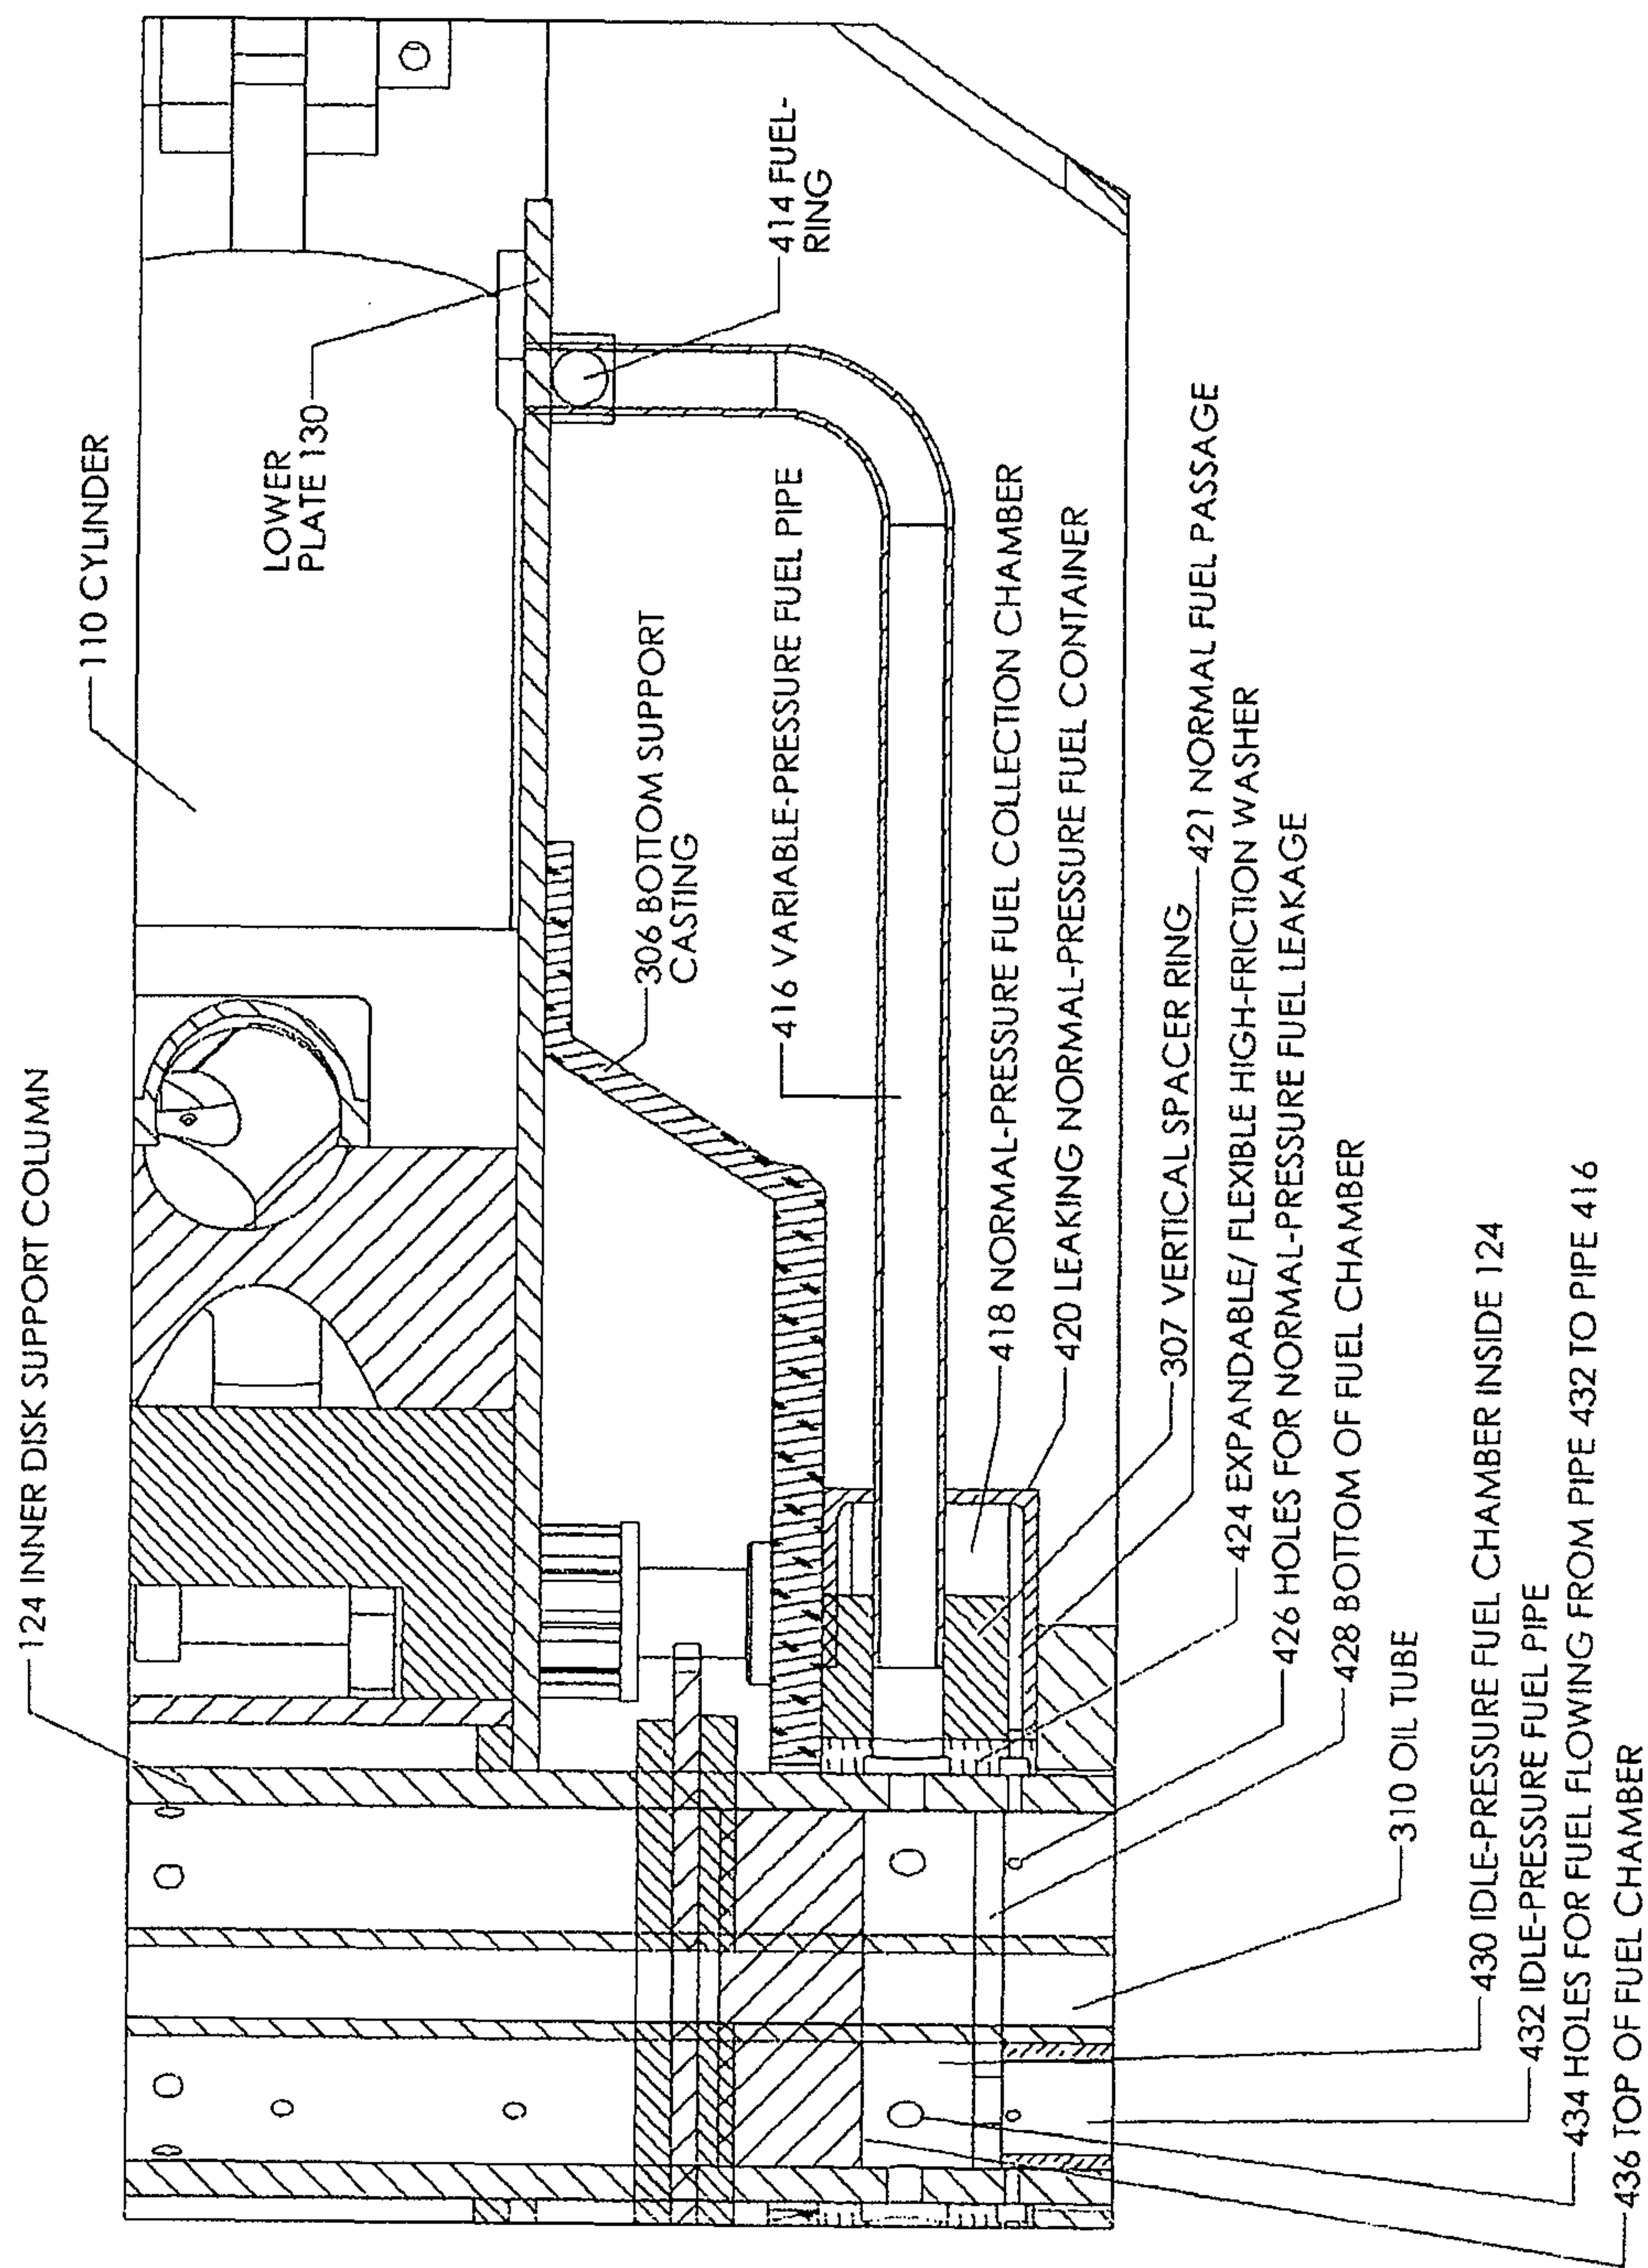 124 INNER DISK SUPPORT COLUMN
110 CYLINDER
LOWER
PLATE 130
414 FUEL-
RING
306 BOTTOM SUPPORT
CASTING
416 VARIABLE-PRESSURE FUEL PIPE
418 NORMAL-PRESSURE FUEL COLLECTION CHAMBER
420 LEAKING NORMAL-PRESSURE FUEL CONTAINER
307 VERTICAL SPACER RING
421 NORMAL FUEL PASSAGE
424 EXPANDABLE/ FLEXIBLE HIGH-FRICTION WASHER
426 HOLES FOR NORMAL-PRESSURE FUEL LEAKAGE
428 BOTTOM OF FUEL CHAMBER
310 OIL TUBE
430 IDLE-PRESSURE FUEL CHAMBER INSIDE 124
432 IDLE-PRESSURE FUEL PIPE
434 HOLES FOR FUEL FLOWING FROM PIPE 432 TO PIPE 416
436 TOP OF FUEL CHAMBER